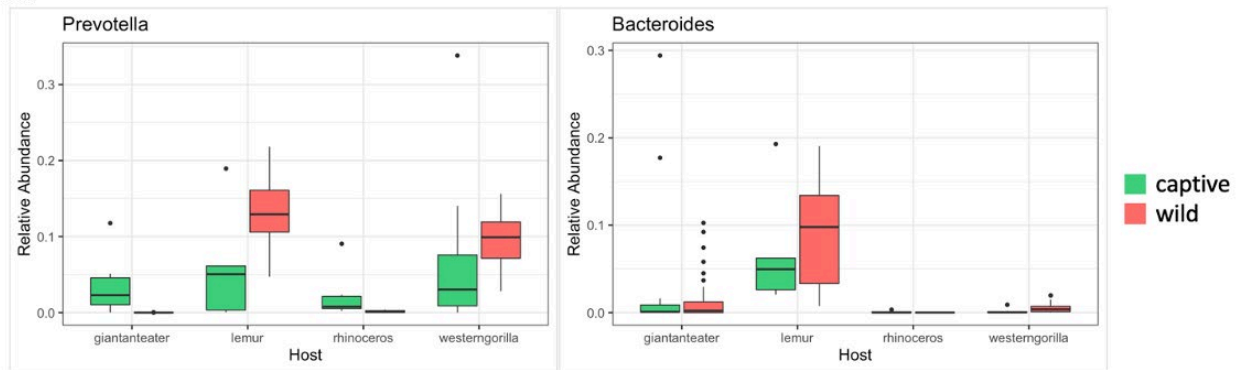 Prevotella
Relative Abundance
0.3
0.2
0.1
0.0
giantanteater lemur rhinoceros westerngorilla
Host
Bacteroides
Relative Abundance
0.3
0.2
0.1
0.0
giantanteater lemur rhinoceros westerngorilla
Host
captive
wild